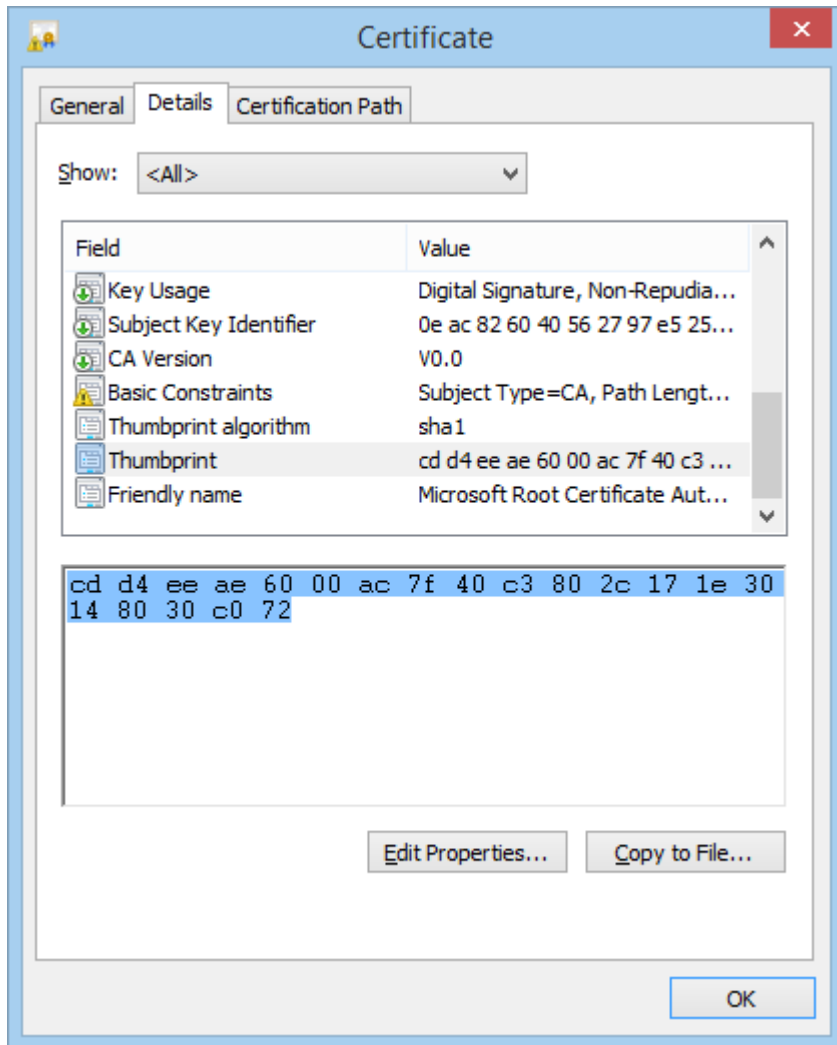 Certificate
General Details Certification Path
Show: <All>
Field Value
Key Usage Digital Signature, Non-Repudia...
Subject Key Identifier 0e ac 82 60 40 56 27 97 e5 25...
CA Version V0.0
Basic Constraints Subject Type=CA, Path Lengt...
Thumbprint algorithm sha1
Thumbprint cd d4 ee ae 60 00 ac 7f 40 c3 ...
Friendly name Microsoft Root Certificate Aut...
cd d4 ee ae 60 00 ac 7f 40 c3 80 2c 17 1e 30
14 80 30 c0 72
Edit Properties... Copy to File...
OK